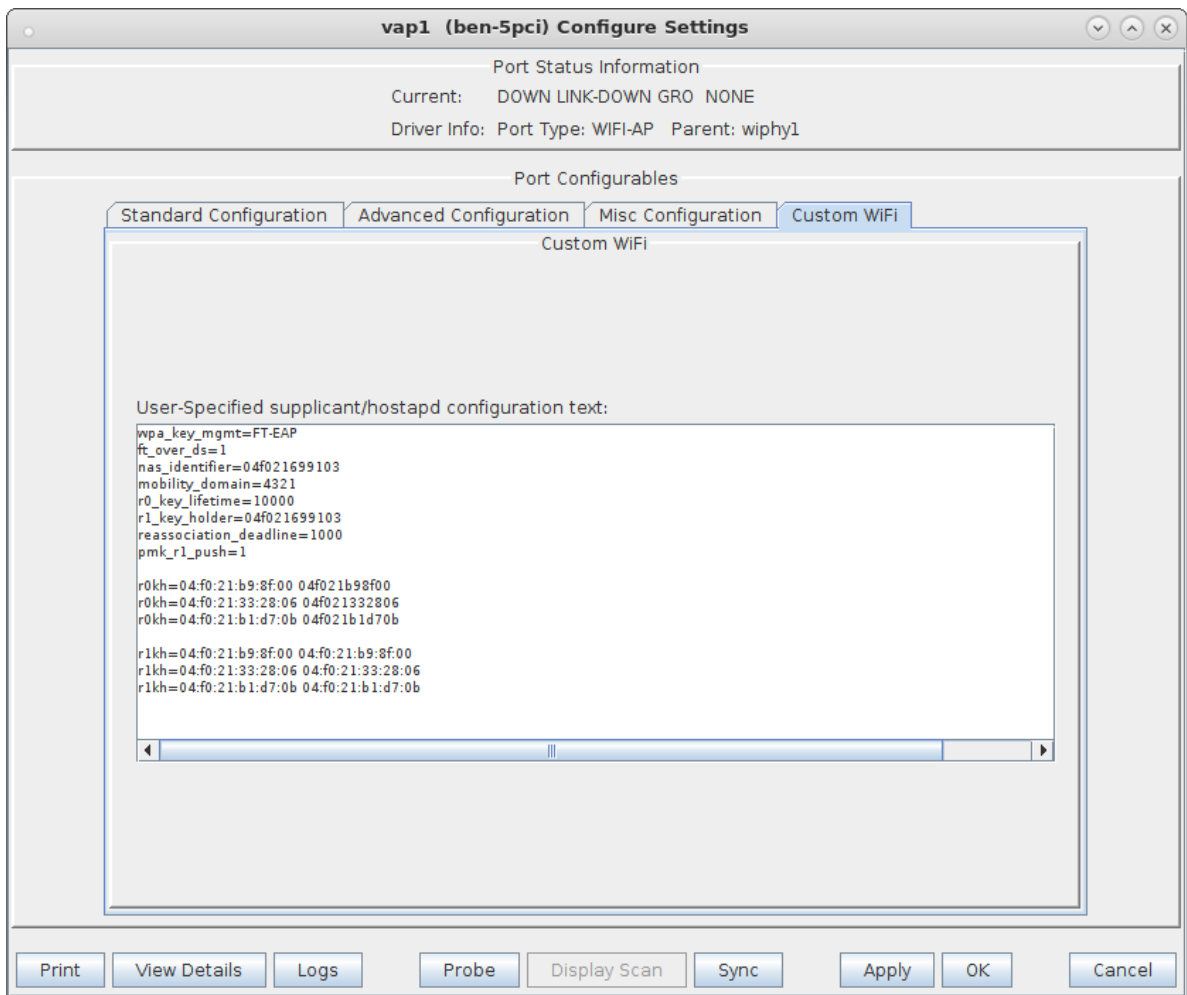 vap1 (ben-5pci) Configure Settings
Port Status Information
Current: DOWN LINK-DOWN GRO NONE
Driver Info: Port Type: WIFI-AP Parent: wiphy1
Port Configurables
Standard Configuration Advanced Configuration Misc Configuration Custom WiFi
Custom WiFi
User-Specified supplicant/hostapd configuration text:
wpa_key_mgmt=FT-EAP
ft_over_ds=1
nas_identifier=04f021699103
mobility_domain=4321
r0_key_lifetime=10000
r1_key_holder=04f021699103
reassociation_deadline=1000
pmk_r1_push=1
r0kh=04:f0:21:b9:8f:00 04f021b98f00
r0kh=04:f0:21:33:28:06 04f021332806
r0kh=04:f0:21:b1:d7:0b 04f021b1d70b
r1kh=04:f0:21:b9:8f:00 04:f0:21:b9:8f:00
r1kh=04:f0:21:33:28:06 04:f0:21:33:28:06
r1kh=04:f0:21:b1:d7:0b 04:f0:21:b1:d7:0b
Print View Details Logs Probe Display Scan Sync Apply OK Cancel